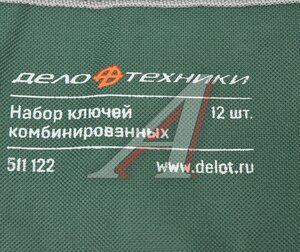 дело техники
Набор ключей 12 шт.
комбинированных
511 122 www.delot.ru